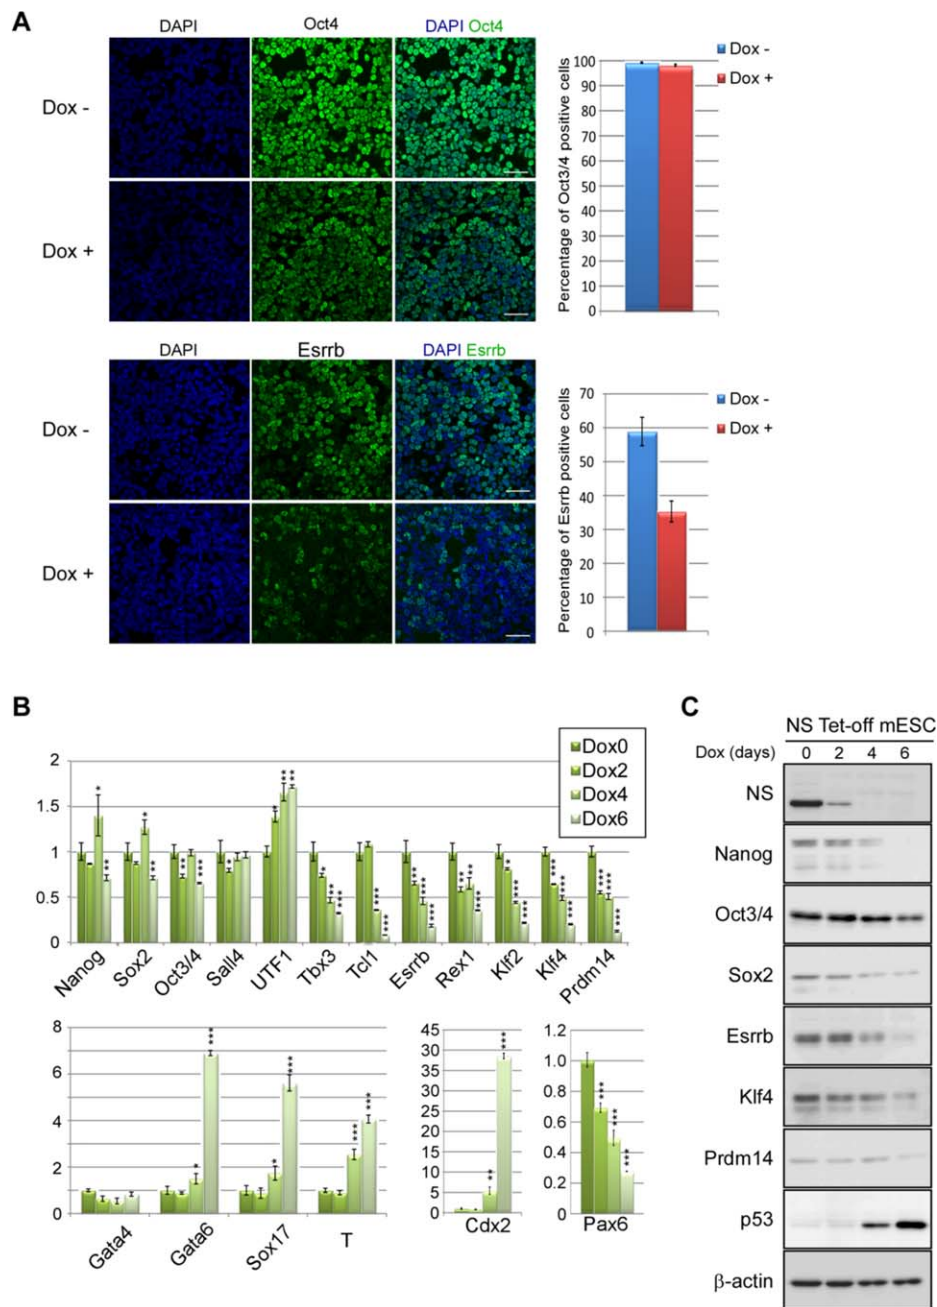 A
DAPI Oct4 DAPI Oct4
Dox -
Dox +
Percentage of Oct3/4 positive cells
100
90
80
70
60
50
40
30
20
10
0
Dox -
Dox +
DAPI Esrrb DAPI Esrrb
Dox -
Dox +
Percentage of Esrrb positive cells
70
60
50
40
30
20
10
0
Dox -
Dox +
B
2
1.5
1
0.5
0
Dox0
Dox2
Dox4
Dox6
* ** * ** ** *** * * *** *** * ** *** *** *** *** *** ** ** *** * *** *** *** *** *** *** *** ***
Nanog Sox2 Oct3/4 Sall4 UTF1 Tbx3 Tcl1 Esrrb Rex1 Klf2 Klf4 Prdm14
8
6
4
2
0
* *** * *** *** ***
Gata4 Gata6 Sox17 T
45
40
35
30
25
20
15
10
5
0
** ***
Cdx2
1.2
1.0
0.8
0.6
0.4
0.2
0
*** *** ***
Pax6
C
NS Tet-off mESC
Dox (days) 0 2 4 6
NS
Nanog
Oct3/4
Sox2
Esrrb
Klf4
Prdm14
p53
β-actin